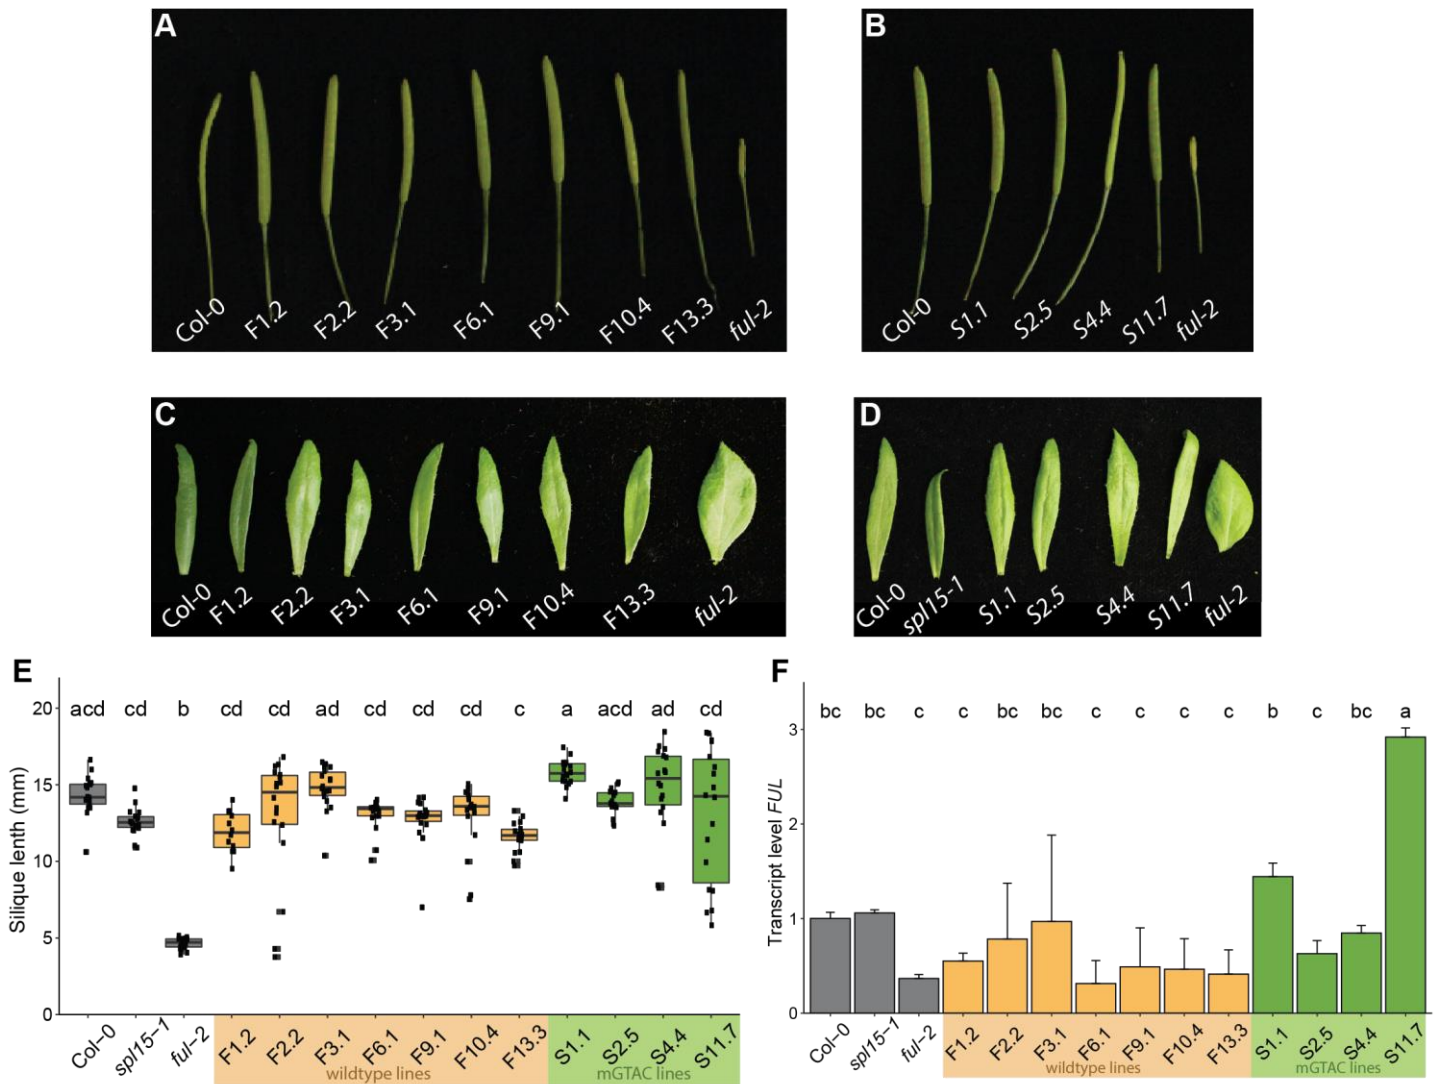 A
Col-0 F1.2 F2.2 F3.1 F6.1 F9.1 F10.4 F13.3 ful-2
B
Col-0 S1.1 S2.5 S4.4 S11.7 ful-2
C
Col-0 F1.2 F2.2 F3.1 F6.1 F9.1 F10.4 F13.3 ful-2
D
Col-0 spl15-1 S1.1 S2.5 S4.4 S11.7 ful-2
E
Silique lenth (mm)
20
15
10
5
0
acd cd b cd cd ad cd cd cd c a acd ad cd
Col-0 spl15-1 ful-2 F1.2 F2.2 F3.1 F6.1 F9.1 F10.4 F13.3 S1.1 S2.5 S4.4 S11.7
wildtype lines mGTAC lines
F
Transcript level FUL
3
2
1
0
bc bc c c bc bc c c c c b c bc a
Col-0 spl15-1 ful-2 F1.2 F2.2 F3.1 F6.1 F9.1 F10.4 F13.3 S1.1 S2.5 S4.4 S11.7
wildtype lines mGTAC lines